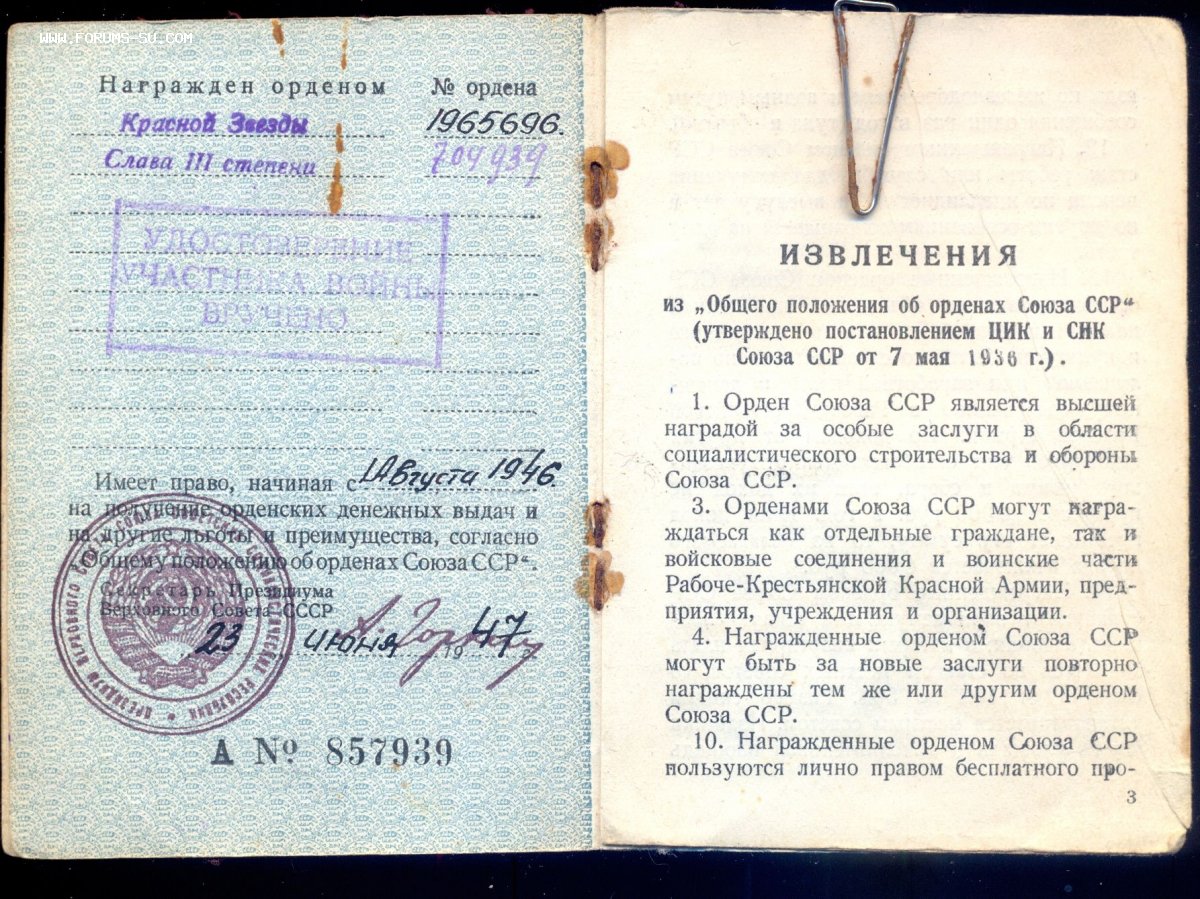 WWW.FORUMS-SU.COM
Награжден орденом № ордена
Красной Звезды 1965696.
Слава III степени 704939
УДОСТОВЕРЕНИЕ
УЧАСТНИКА ВОЙНЫ
ВРУЧЕНО
Имеет право, начиная с 1 Августа 1946.
на получение орденских денежных выдач и
на другие льготы и преимущества, согласно
„Общему положению об орденах Союза ССР“.
Секретарь Президиума
Верховного Совета СССР
23 июня 1947 г.
А № 857939
ИЗВЛЕЧЕНИЯ
из „Общего положения об орденах Союза ССР“
(утверждено постановлением ЦИК и СНК
Союза ССР от 7 мая 1936 г.).
1. Орден Союза ССР является высшей
наградой за особые заслуги в области
социалистического строительства и обороны
Союза ССР.
3. Орденами Союза ССР могут награ-
ждаться как отдельные граждане, так и
войсковые соединения и воинские части
Рабоче-Крестьянской Красной Армии, пред-
приятия, учреждения и организации.
4. Награжденные орденом Союза ССР
могут быть за новые заслуги повторно
награждены тем же или другим орденом
Союза ССР.
10. Награжденные орденом Союза ССР
пользуются лично правом бесплатного про-
3